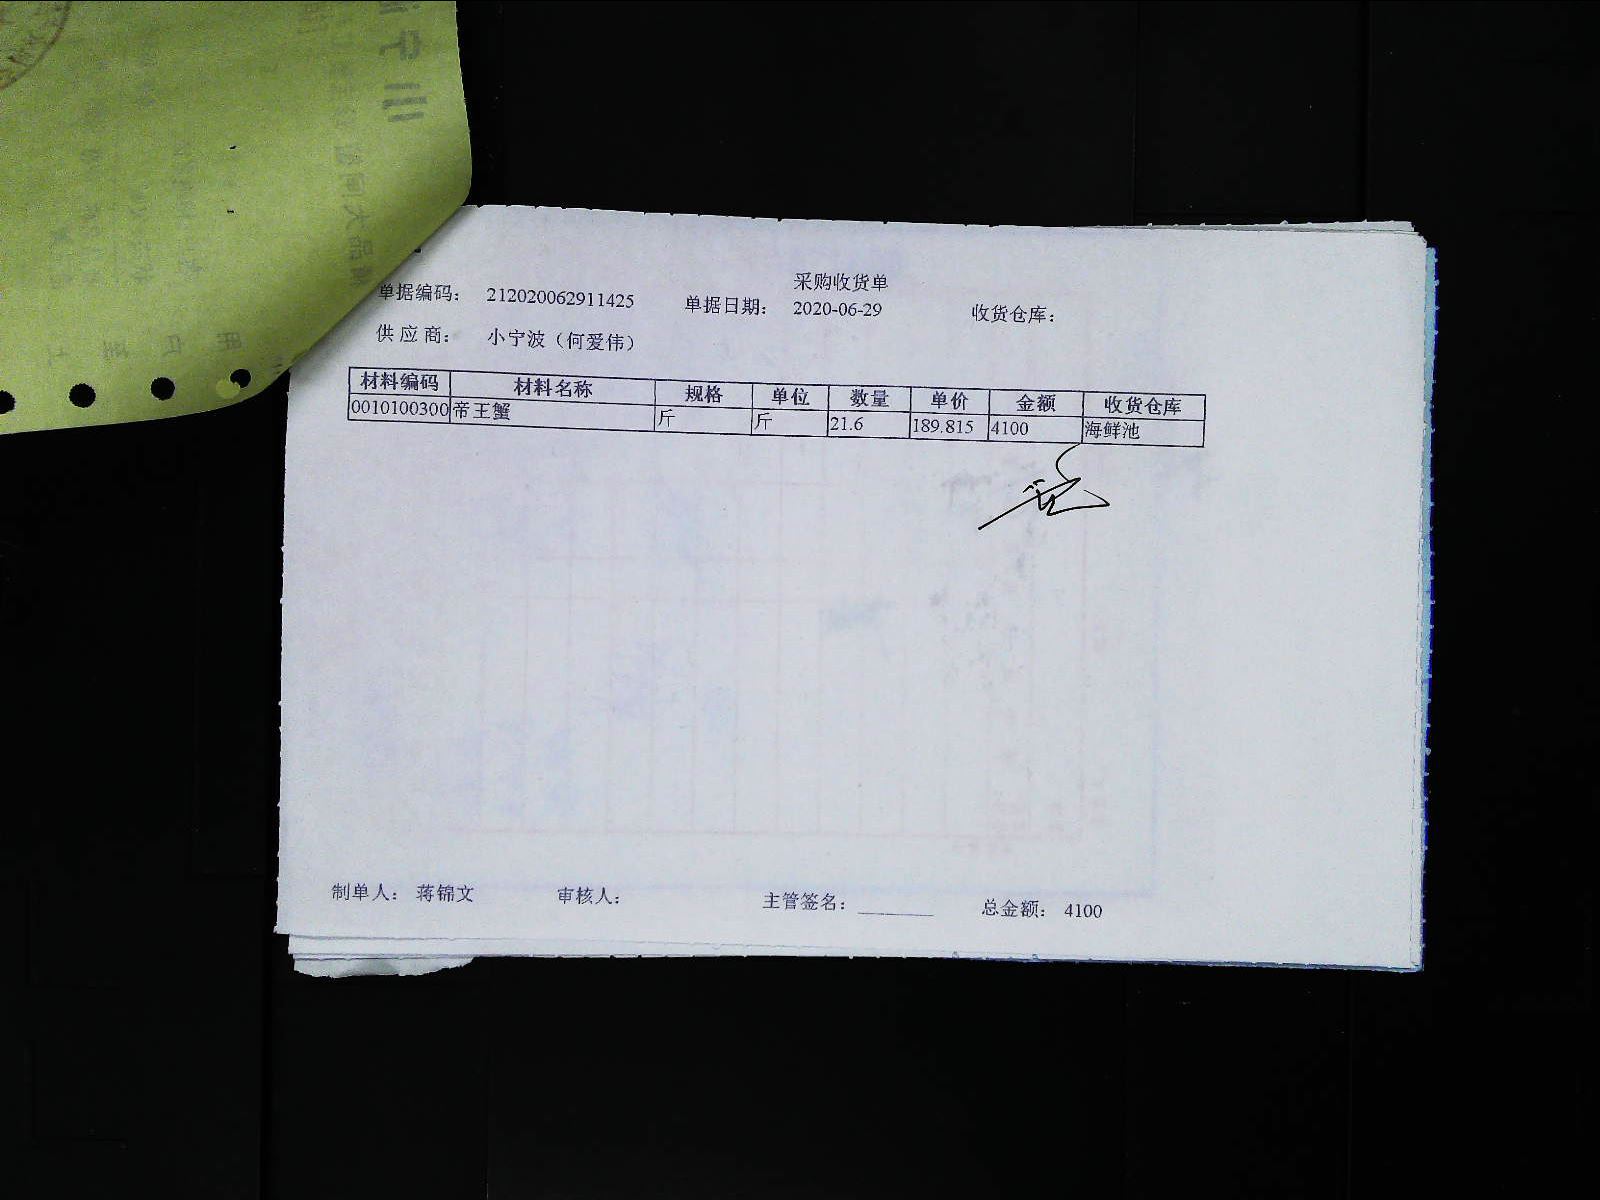 采购收货单
单据编码： 212020062911425 单据日期： 2020-06-29 收货仓库：
供 应 商： 小宁波（何爱伟）
材料编码 材料名称 规格 单位 数量 单价 金额 收货仓库
0010100300 帝王蟹 斤 斤 21.6 189.815 4100 海鲜池
制单人： 蒋锦文 审核人： 主管签名： 总金额： 4100